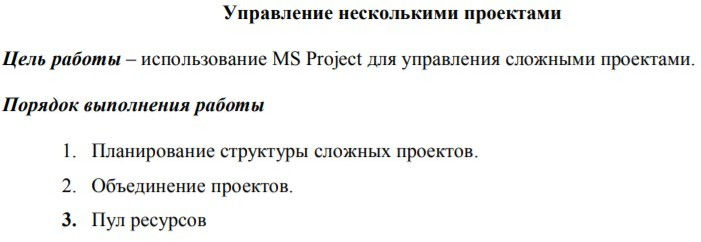 Управление несколькими проектами
Цель работы – использование MS Project для управления сложными проектами.
Порядок выполнения работы
1. Планирование структуры сложных проектов.
2. Объединение проектов.
3. Пул ресурсов